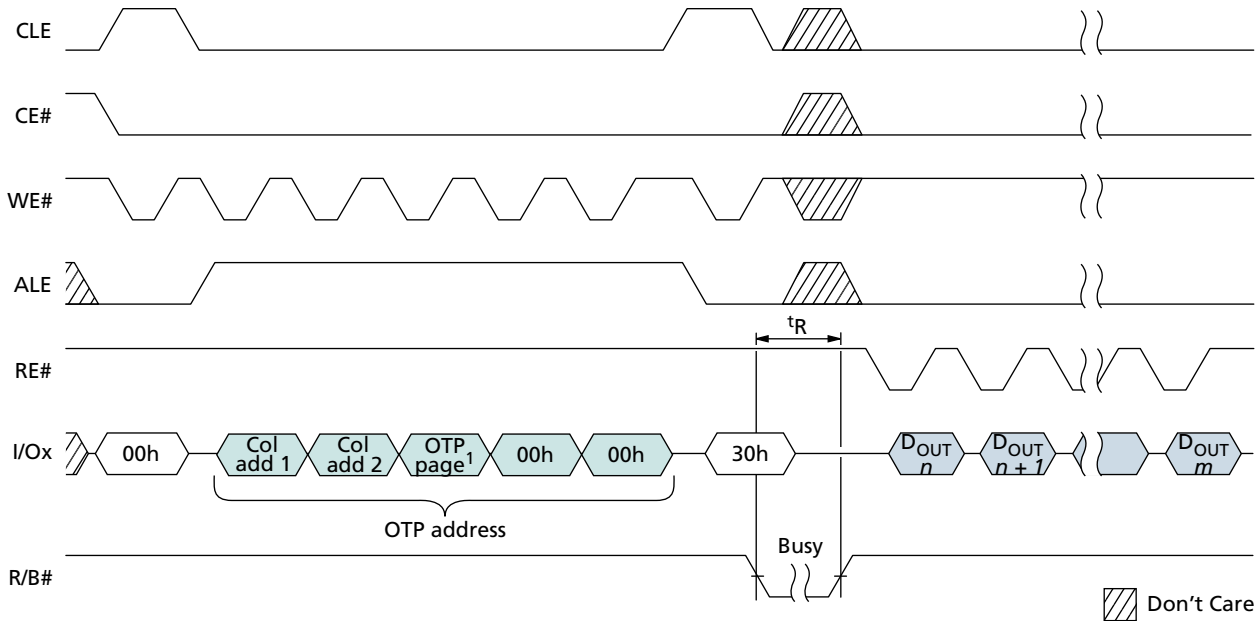 CLE
CE#
WE#
ALE
tR
RE#
I/Ox
00h
Col
add 1
Col
add 2
OTP
page1
00h
00h
30h
DOUT
n
DOUT
n + 1
DOUT
m
OTP address
Busy
R/B#
Don't Care